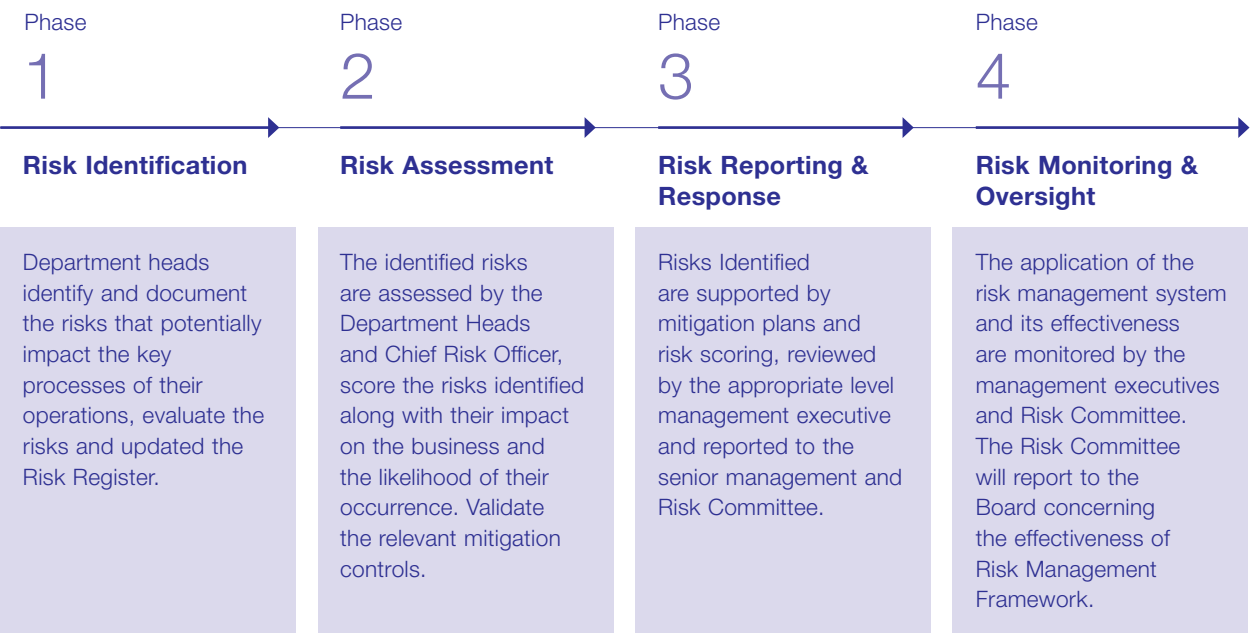 Phase
1
Risk Identification
Department heads
identify and document
the risks that potentially
impact the key
processes of their
operations, evaluate the
risks and updated the
Risk Register.
Phase
2
Risk Assessment
The identified risks
are assessed by the
Department Heads
and Chief Risk Officer,
score the risks identified
along with their impact
on the business and
the likelihood of their
occurrence. Validate
the relevant mitigation
controls.
Phase
3
Risk Reporting &
Response
Risks Identified
are supported by
mitigation plans and
risk scoring, reviewed
by the appropriate level
management executive
and reported to the
senior management and
Risk Committee.
Phase
4
Risk Monitoring &
Oversight
The application of the
risk management system
and its effectiveness
are monitored by the
management executives
and Risk Committee.
The Risk Committee
will report to the
Board concerning
the effectiveness of
Risk Management
Framework.